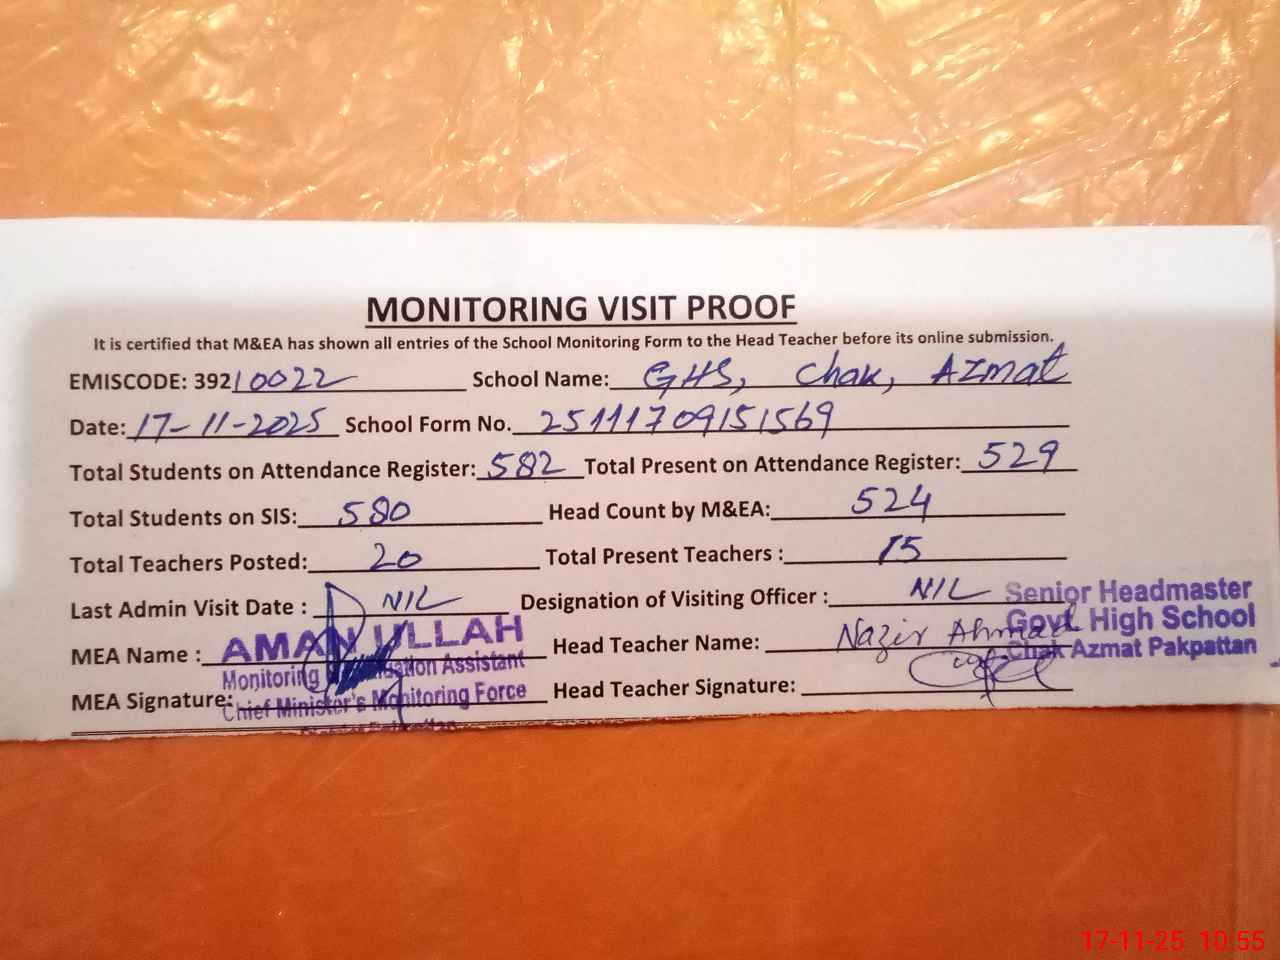 MONITORING VISIT PROOF
It is certified that M&EA has shown all entries of the School Monitoring Form to the Head Teacher before its online submission.
EMISCODE: 39210022 School Name: GHS, Chak, Azmat
Date: 17-11-2025 School Form No. 25111709151569
Total Students on Attendance Register: 582 Total Present on Attendance Register: 529
Total Students on SIS: 580 Head Count by M&EA: 524
Total Teachers Posted: 20 Total Present Teachers : 15
Last Admin Visit Date : NIL Designation of Visiting Officer : NIL
Senior Headmaster
Govt High School
Chak Azmat Pakpattan
MEA Name : AMAN ULLAH Head Teacher Name: Nazir Ahmad
Monitoring Assistant
MEA Signature: Head Teacher Signature:
Chief Minister's Monitoring Force
17-11-25 10:55